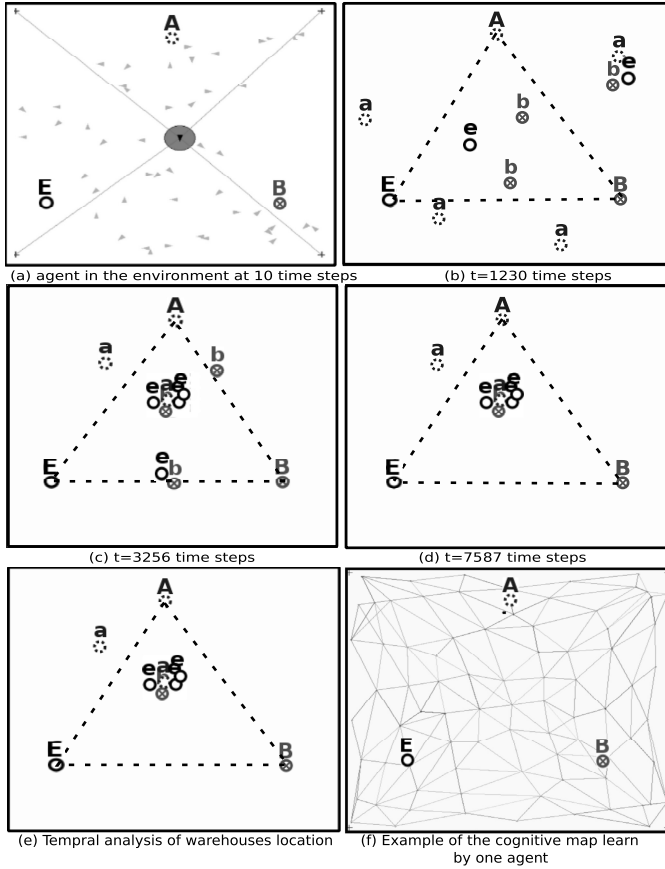 A
E
B
(a) agent in the environment at 10 time steps
A
a
b e
a
b
e
b
E
B
a
a
(b) t=1230 time steps
A
a
b
e
e a
e
b
E
B
(c) t=3256 time steps
A
a
e
e a
E
B
(d) t=7587 time steps
A
a
e
e a
E
B
(e) Tempral analysis of warehouses location
A
E
B
(f) Example of the cognitive map learn
by one agent